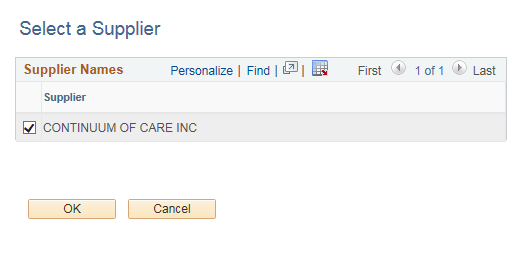 Select a Supplier
Supplier Names Personalize | Find | | First 1 of 1 Last
Supplier
CONTINUUM OF CARE INC
OK Cancel